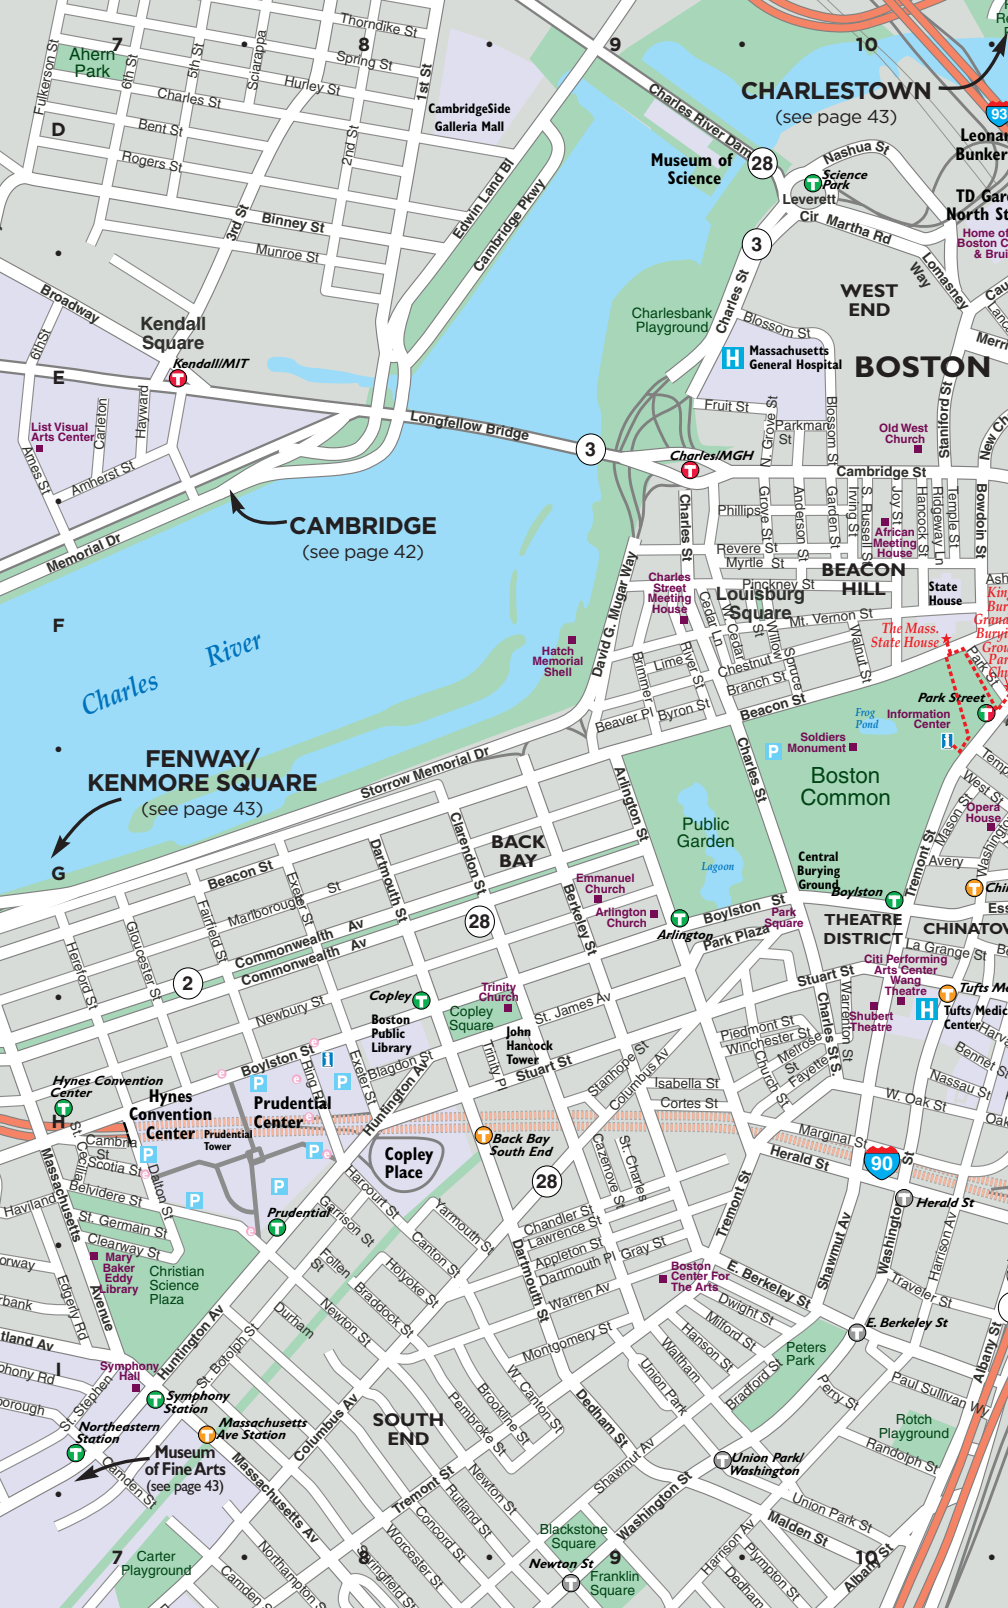 7
8
9
10
Thorndike St
Spring St
Fulkerson St
Ahern
Park
6th St
5th St
Sciarappa
Hurley St
1st St
Charles St
CambridgeSide
Galleria Mall
D
Bent St
Rogers St
2nd St
Charles River Dam
CHARLESTOWN
(see page 43)
93
Museum of
Science
28
Nashua St
Science
Park
Leverett
Cir
Martha Rd
Edwin Land Bl
Cambridge Pkwy
3rd St
Binney St
Munroe St
3
Lomasney
Way
WEST
END
Broadway
Kendall
Square
Kendall/MIT
6th St
Charlesbank
Playground
Charles St
Blossom St
H
Massachusetts
General Hospital
BOSTON
E
List Visual
Arts Center
Carleton
Hayward
Ames St
Amherst St
Longfellow Bridge
3
Charles/MGH
Fruit St
N. Grove St
Parkman
St
Blossom St
Old West
Church
Staniford St
Cambridge St
Memorial Dr
CAMBRIDGE
(see page 42)
Charles St
Phillips
Grove St
Anderson St
Garden St
Irving St
S. Russell St
Joy St
Hancock St
Ridgeway Ln
Temple St
Bowdoin St
African
Meeting
House
Revere St
Myrtle St
BEACON
HILL
Pinckney St
Louisburg
Square
State
House
F
David G. Mugar Way
Charles
Street
Meeting
House
Cedar Ln
W. Cedar
St
Willow
Mt. Vernon St
Walnut St
The Mass.
State House
Charles
River
Hatch
Memorial
Shell
Brimmer
Lime
River St
Chestnut
Spruce
Branch St
Beaver Pl
Byron St
Beacon St
Park St
Park Street
Frog
Pond
Information
Center
i
P
Soldiers
Monument
Boston
Common
FENWAY/
KENMORE SQUARE
(see page 43)
Storrow Memorial Dr
Arlington St
Charles St
Public
Garden
Lagoon
Opera
House
West St
Mason St
Avery
Tremont St
Central
Burying
Ground
Boylston
G
Beacon St
Dartmouth St
Clarendon St
BACK
BAY
Exeter St
St
Marlborough
Fairfield St
Emmanuel
Church
Berkeley St
Arlington
Church
Arlington
Boylston St
Park
Square
Park Plaza
THEATRE
DISTRICT
La Grange St
28
Commonwealth Av
Commonwealth Av
Hereford St
Gloucester St
2
Newbury St
Copley
Copley
Square
Trinity
Church
Boston
Public
Library
St. James Av
Stuart St
Citi Performing
Arts Center
Wang
Theatre
Shubert
Theatre
H
Charles St S.
Warrenton St
John
Hancock
Tower
Trinity P
Stuart St
Stanhope St
Columbus Av
Piedmont St
Winchester St
Melrose
St
Fayette
Church St
Bennet St
Nassau St
W. Oak St
Boylston St
Ring Rd
Exeter St
Blagdon St
Huntington Av
Isabella St
Cortes St
Hynes Convention
Center
H
Hynes
Convention
Center
Prudential
Center
Prudential
Tower
P
P
P
P
P
P
i
Back Bay
South End
Copley
Place
28
Marginal St
Herald St
90
Herald St
Cambria
St
Scotia St
Dalton St
Belvidere St
St. Germain St
Clearway St
Haviland
Massachusetts
Avenue
Edgerly Rd
Mary
Baker
Eddy
Library
Christian
Science
Plaza
Prudential
Harcourt St
Garrison St
Yarmouth St
Canton St
Holyoke St
Follen
St
Braddock St
Durham
Newton St
Cazenove St
St. Charles
Chandler St
Lawrence St
Appleton St
Dartmouth Pl
Gray St
Warren Av
Montgomery St
Dartmouth St
Tremont St
Shawmut Av
Washington St
Harrison Av
Traveler St
E. Berkeley St
E. Berkeley St
Boston
Center For
The Arts
Dwight St
Milford St
Hanson St
Waltham
Union Park
Bradford St
Peters
Park
Perry St
Paul Sullivan Wy
Albany St
Rotch
Playground
Randolph St
I
Symphony
Hall
Symphony
Station
St. Stephen
St. Botolph St
Huntington Av
Northeastern
Station
Massachusetts
Ave Station
Museum
of Fine Arts
(see page 43)
Camden St
Massachusetts Av
Columbus Av
SOUTH
END
Pembroke St
Brookline St
W. Canton St
Dedham St
Shawmut Av
Washington St
Union Park/
Washington
Union Park St
Malden St
Tremont St
Newton St
Rutland St
Concord St
Worcester St
Springfield St
Northampton St
Camden St
Blackstone
Square
Newton St
Franklin
Square
Harrison Av
Plympton St
Dedham
Albany St
Carter
Playground
7
8
9
10